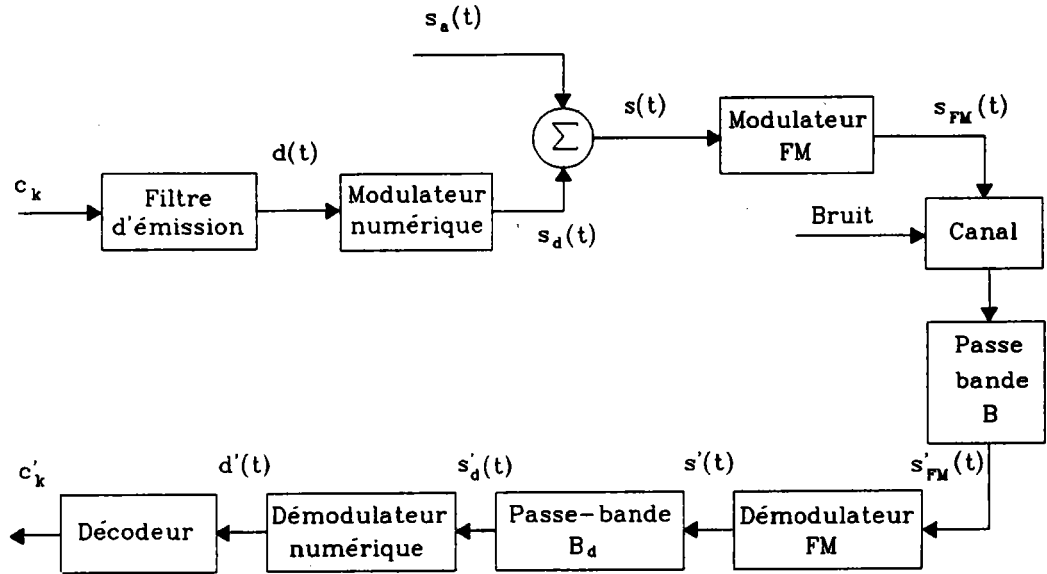 s_a(t)
s(t)
Modulateur
FM
s_FM(t)
Σ
c_k
Filtre
d'émission
d(t)
Modulateur
numérique
s_d(t)
Bruit
Canal
Passe
bande
B
s'_FM(t)
c'_k
Décodeur
d'(t)
Démodulateur
numérique
s'_d(t)
Passe-bande
B_d
s'(t)
Démodulateur
FM